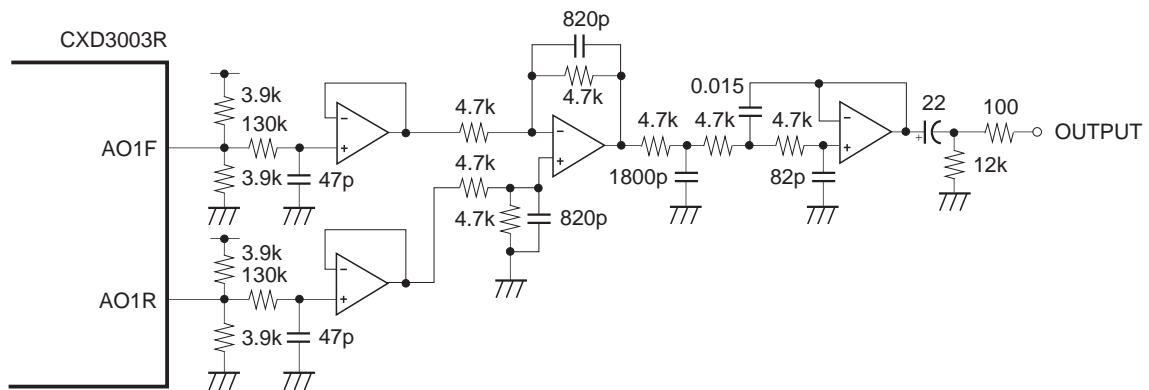 820p
CXD3003R
4.7k
0.015
22
100
3.9k
130k
4.7k
4.7k
4.7k
4.7k
OUTPUT
AO1F
12k
3.9k
47p
4.7k
1800p
82p
4.7k
820p
3.9k
130k
AO1R
3.9k
47p